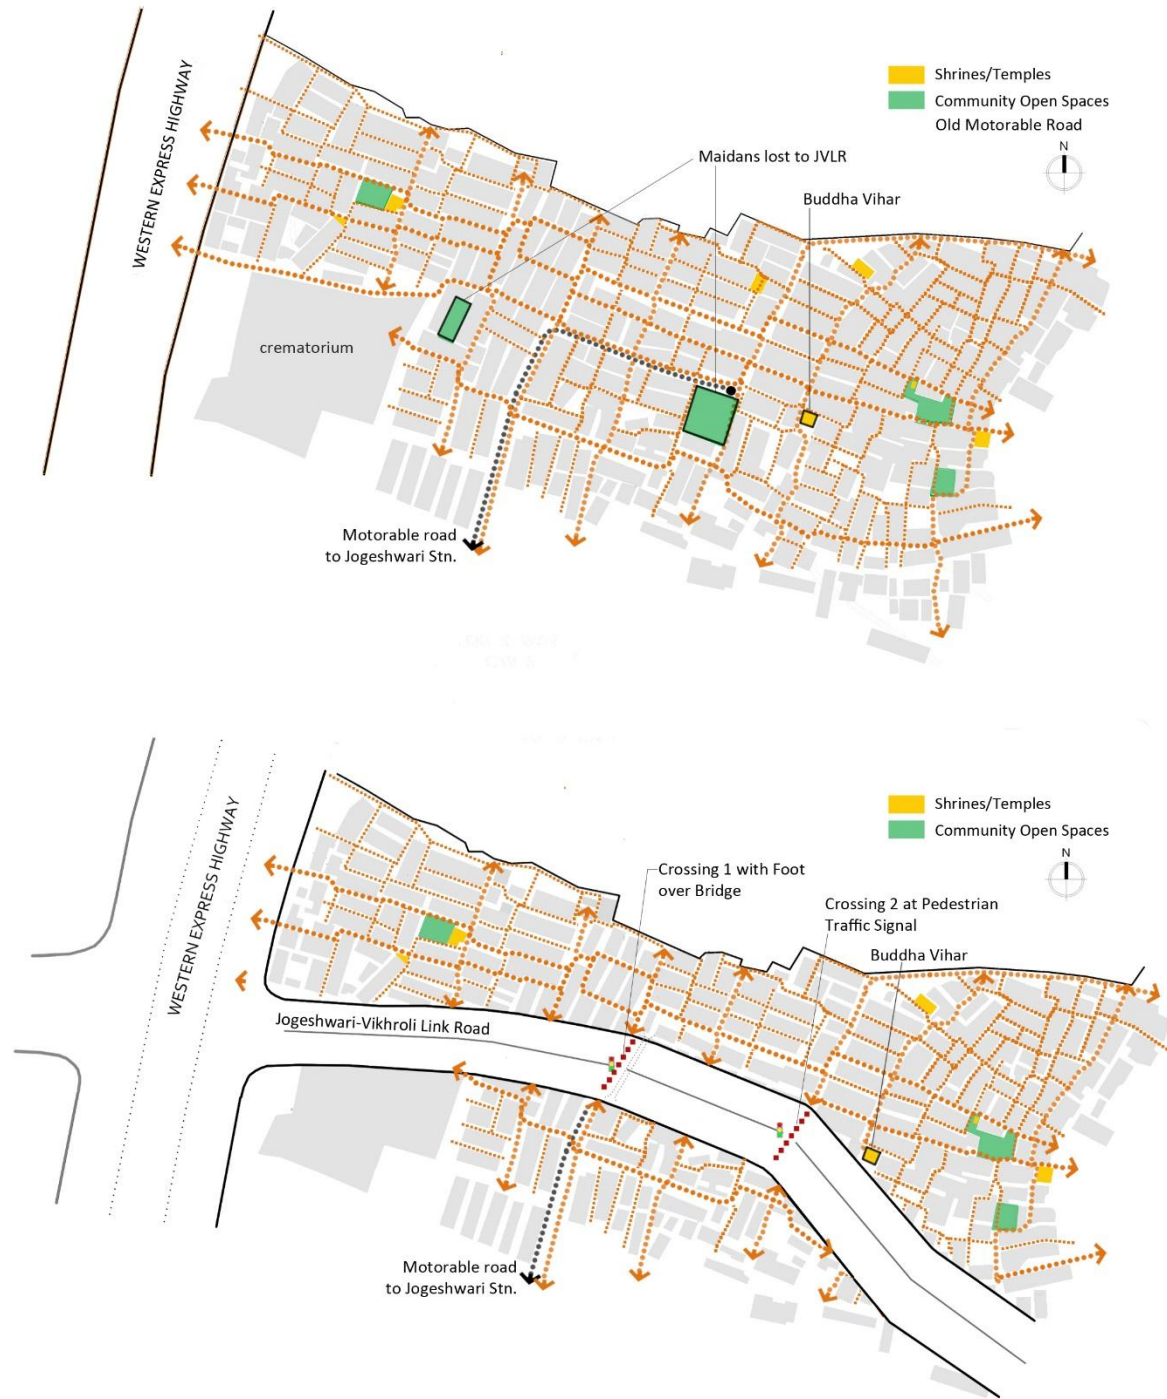 WESTERN EXPRESS HIGHWAY
Shrines/Temples
Community Open Spaces
Old Motorable Road
N
Maidans lost to JVLR
Buddha Vihar
crematorium
Motorable road
to Jogeshwari Stn.
WESTERN EXPRESS HIGHWAY
Shrines/Temples
Community Open Spaces
N
Crossing 1 with Foot
over Bridge
Crossing 2 at Pedestrian
Traffic Signal
Buddha Vihar
Jogeshwari-Vikhroli Link Road
Motorable road
to Jogeshwari Stn.